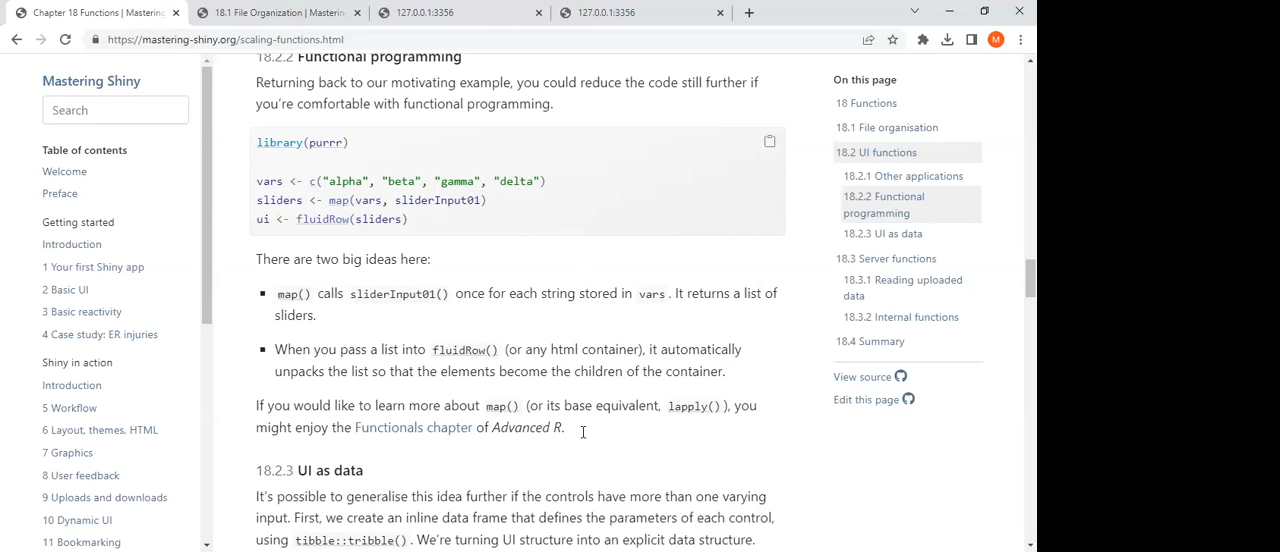 Chapter 18 Functions | Mastering
18.1 File Organization | Mastering
127.0.0.1:3356
127.0.0.1:3356
https://mastering-shiny.org/scaling-functions.html
M
Mastering Shiny
Search
Table of contents
Welcome
Preface
Getting started
Introduction
1 Your first Shiny app
2 Basic UI
3 Basic reactivity
4 Case study: ER injuries
Shiny in action
Introduction
5 Workflow
6 Layout, themes, HTML
7 Graphics
8 User feedback
9 Uploads and downloads
10 Dynamic UI
11 Bookmarking
18.2.2 Functional programming
Returning back to our motivating example, you could reduce the code still further if
you’re comfortable with functional programming.
library(purrr)
vars <- c("alpha", "beta", "gamma", "delta")
sliders <- map(vars, sliderInput01)
ui <- fluidRow(sliders)
There are two big ideas here:
▪ map() calls sliderInput01() once for each string stored in vars. It returns a list of
sliders.
▪ When you pass a list into fluidRow() (or any html container), it automatically
unpacks the list so that the elements become the children of the container.
If you would like to learn more about map() (or its base equivalent, lapply()), you
might enjoy the Functionals chapter of Advanced R.
18.2.3 UI as data
It’s possible to generalise this idea further if the controls have more than one varying
input. First, we create an inline data frame that defines the parameters of each control,
using tibble::tribble(). We’re turning UI structure into an explicit data structure.
On this page
18 Functions
18.1 File organisation
18.2 UI functions
18.2.1 Other applications
18.2.2 Functional
programming
18.2.3 UI as data
18.3 Server functions
18.3.1 Reading uploaded
data
18.3.2 Internal functions
18.4 Summary
View source
Edit this page